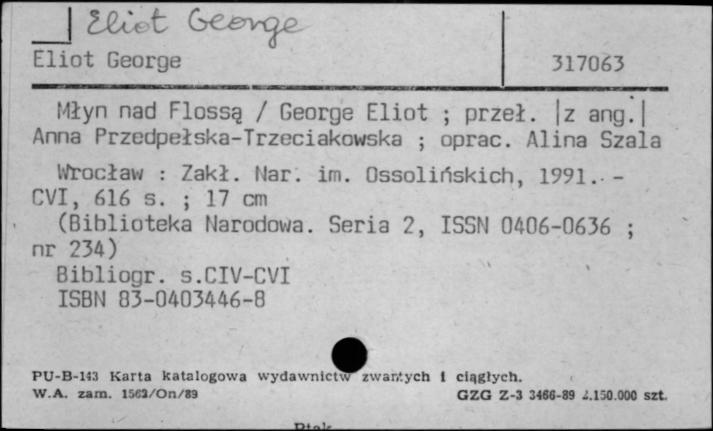 Eliot George
Eliot George 317063
Młyn nad Flossą / George Eliot ; przeł. |z ang.|
Anna Przedpełska-Trzeciakowska ; oprac. Alina Szala
Wrocław : Zakł. Nar. im. Ossolińskich, 1991. -
CVI, 616 s. ; 17 cm
(Biblioteka Narodowa. Seria 2, ISSN 0406-0636 ;
nr 234)
Bibliogr. s.CIV-CVI
ISBN 83-0403446-8
PU-B-143 Karta katalogowa wydawnictw zwartych i ciągłych.
W.A. zam. 1562/On/89 GZG Z-3 3466-89 2.150.000 szt.